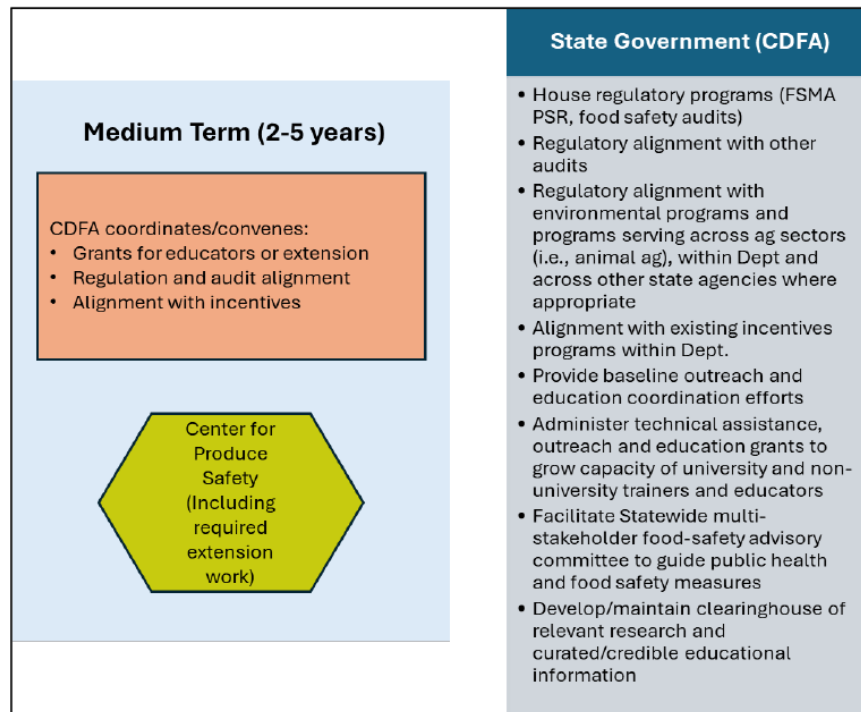 Medium Term (2-5 years)
CDFA coordinates/convenes:
• Grants for educators or extension
• Regulation and audit alignment
• Alignment with incentives
Center for
Produce
Safety
(Including
required
extension
work)
State Government (CDFA)
• House regulatory programs (FSMA
PSR, food safety audits)
• Regulatory alignment with other
audits
• Regulatory alignment with
environmental programs and
programs serving across ag sectors
(i.e., animal ag), within Dept and
across other state agencies where
appropriate
• Alignment with existing incentives
programs within Dept.
• Provide baseline outreach and
education coordination efforts
• Administer technical assistance,
outreach and education grants to
grow capacity of university and non-
university trainers and educators
• Facilitate Statewide multi-
stakeholder food-safety advisory
committee to guide public health
and food safety measures
• Develop/maintain clearinghouse of
relevant research and
curated/credible educational
information